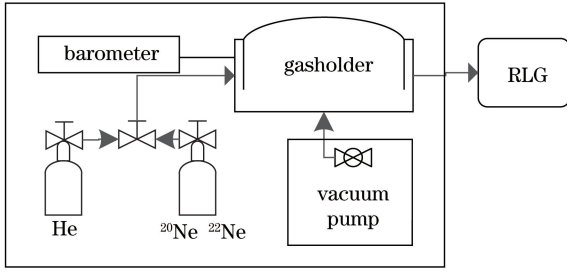 barometer
gasholder
RLG
vacuum
pump
He
²⁰Ne ²²Ne